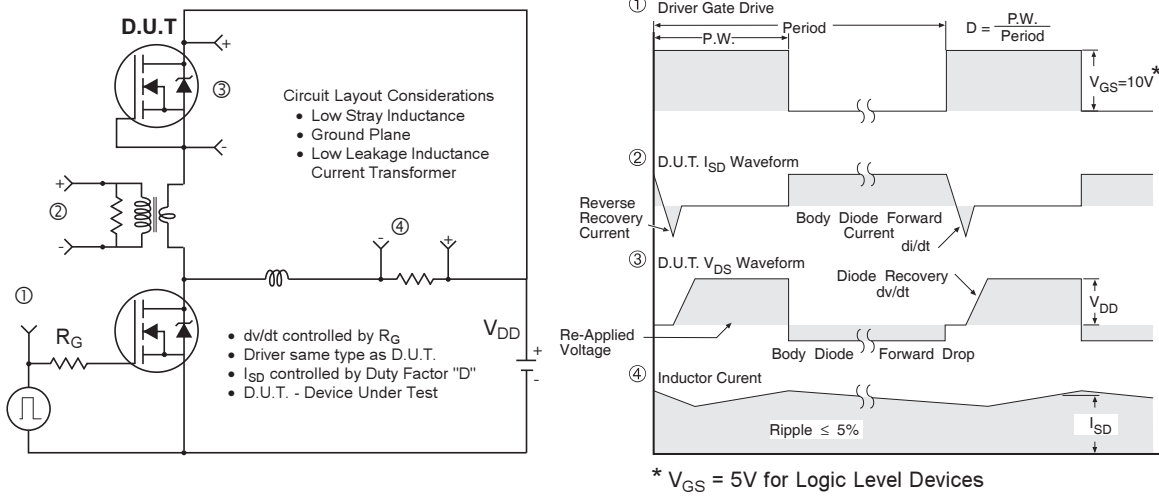 D.U.T
+
③
-
Circuit Layout Considerations
• Low Stray Inductance
• Ground Plane
• Low Leakage Inductance
Current Transformer
+
②
-
④
-
+
①
R_G
V_DD
+
-
• dv/dt controlled by R_G
• Driver same type as D.U.T.
• I_SD controlled by Duty Factor "D"
• D.U.T. - Device Under Test
① Driver Gate Drive
P.W.
Period
D = P.W. / Period
V_GS=10V*
② D.U.T. I_SD Waveform
Reverse
Recovery
Current
Body Diode Forward
Current
di/dt
③ D.U.T. V_DS Waveform
Diode Recovery
dv/dt
V_DD
Re-Applied
Voltage
Body Diode Forward Drop
④ Inductor Curent
Ripple ≤ 5%
I_SD
* V_GS = 5V for Logic Level Devices